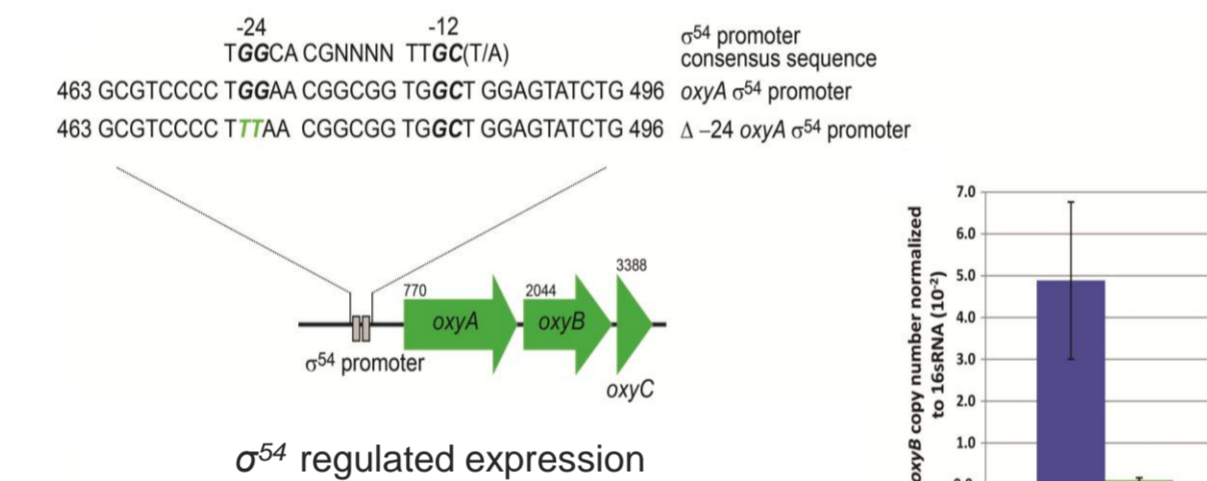 -24 -12
TGGCA CGNNNN TTGC(T/A) σ54 promoter
consensus sequence
463 GCGTCCCC TGGAA CGGCGG TGGCT GGAGTATCTG 496 oxyA σ54 promoter
463 GCGTCCCC TTTAA CGGCGG TGGCT GGAGTATCTG 496 Δ –24 oxyA σ54 promoter
770 2044 3388
oxyA oxyB
oxyC
σ54 promoter
σ54 regulated expression
oxyB copy number normalized
to 16sRNA (10-2)
7.0
6.0
5.0
4.0
3.0
2.0
1.0